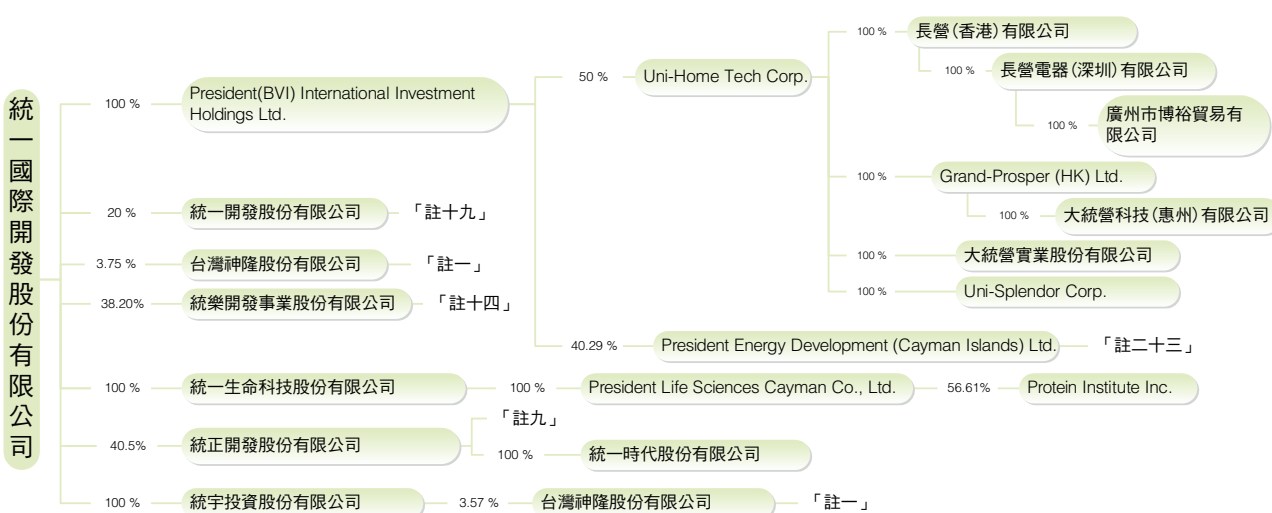 統一國際開發股份有限公司
100 %
President(BVI) International Investment
Holdings Ltd.
50 %
Uni-Home Tech Corp.
100 %
長營(香港)有限公司
100 %
長營電器(深圳)有限公司
100 %
廣州市博裕貿易有
限公司
100 %
Grand-Prosper (HK) Ltd.
100 %
大統營科技(惠州)有限公司
100 %
大統營實業股份有限公司
100 %
Uni-Splendor Corp.
40.29 %
President Energy Development (Cayman Islands) Ltd.
「註二十三」
20 %
統一開發股份有限公司
「註十九」
3.75 %
台灣神隆股份有限公司
「註一」
38.20%
統樂開發事業股份有限公司
「註十四」
100 %
統一生命科技股份有限公司
100 %
President Life Sciences Cayman Co., Ltd.
56.61%
Protein Institute Inc.
40.5%
統正開發股份有限公司
「註九」
100 %
統一時代股份有限公司
100 %
統宇投資股份有限公司
3.57 %
台灣神隆股份有限公司
「註一」